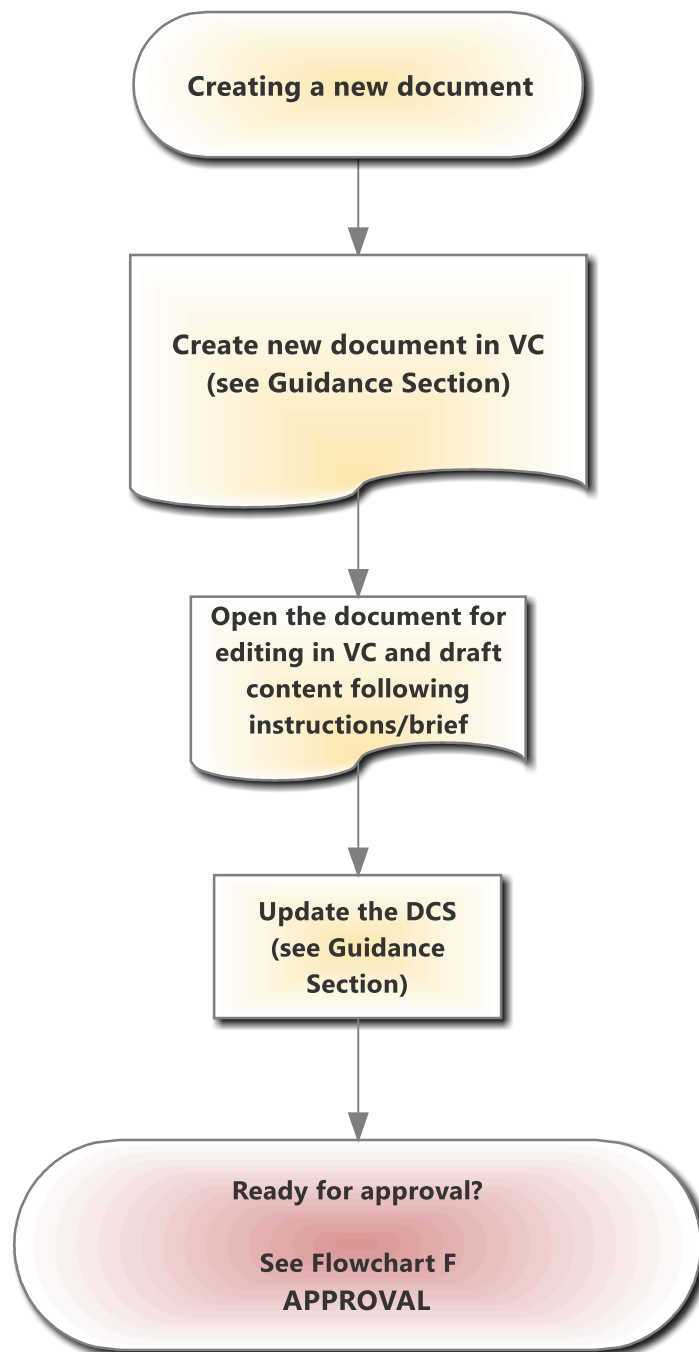 Creating a new document
Create new document in VC
(see Guidance Section)
Open the document for
editing in VC and draft
content following
instructions/brief
Update the DCS
(see Guidance
Section)
Ready for approval?
See Flowchart F
APPROVAL